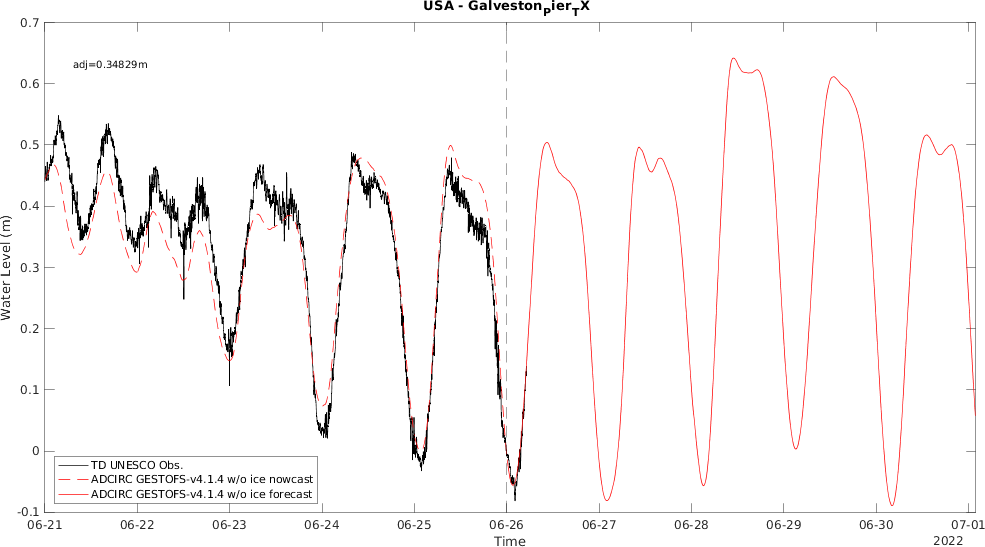 USA - Galveston_Pier_TX
adj=0.34829m
0.7
0.6
0.5
0.4
0.3
0.2
0.1
0
-0.1
Water Level (m)
TD UNESCO Obs.
ADCIRC GESTOFS-v4.1.4 w/o ice nowcast
ADCIRC GESTOFS-v4.1.4 w/o ice forecast
06-21 06-22 06-23 06-24 06-25 06-26 06-27 06-28 06-29 06-30 07-01
Time
2022